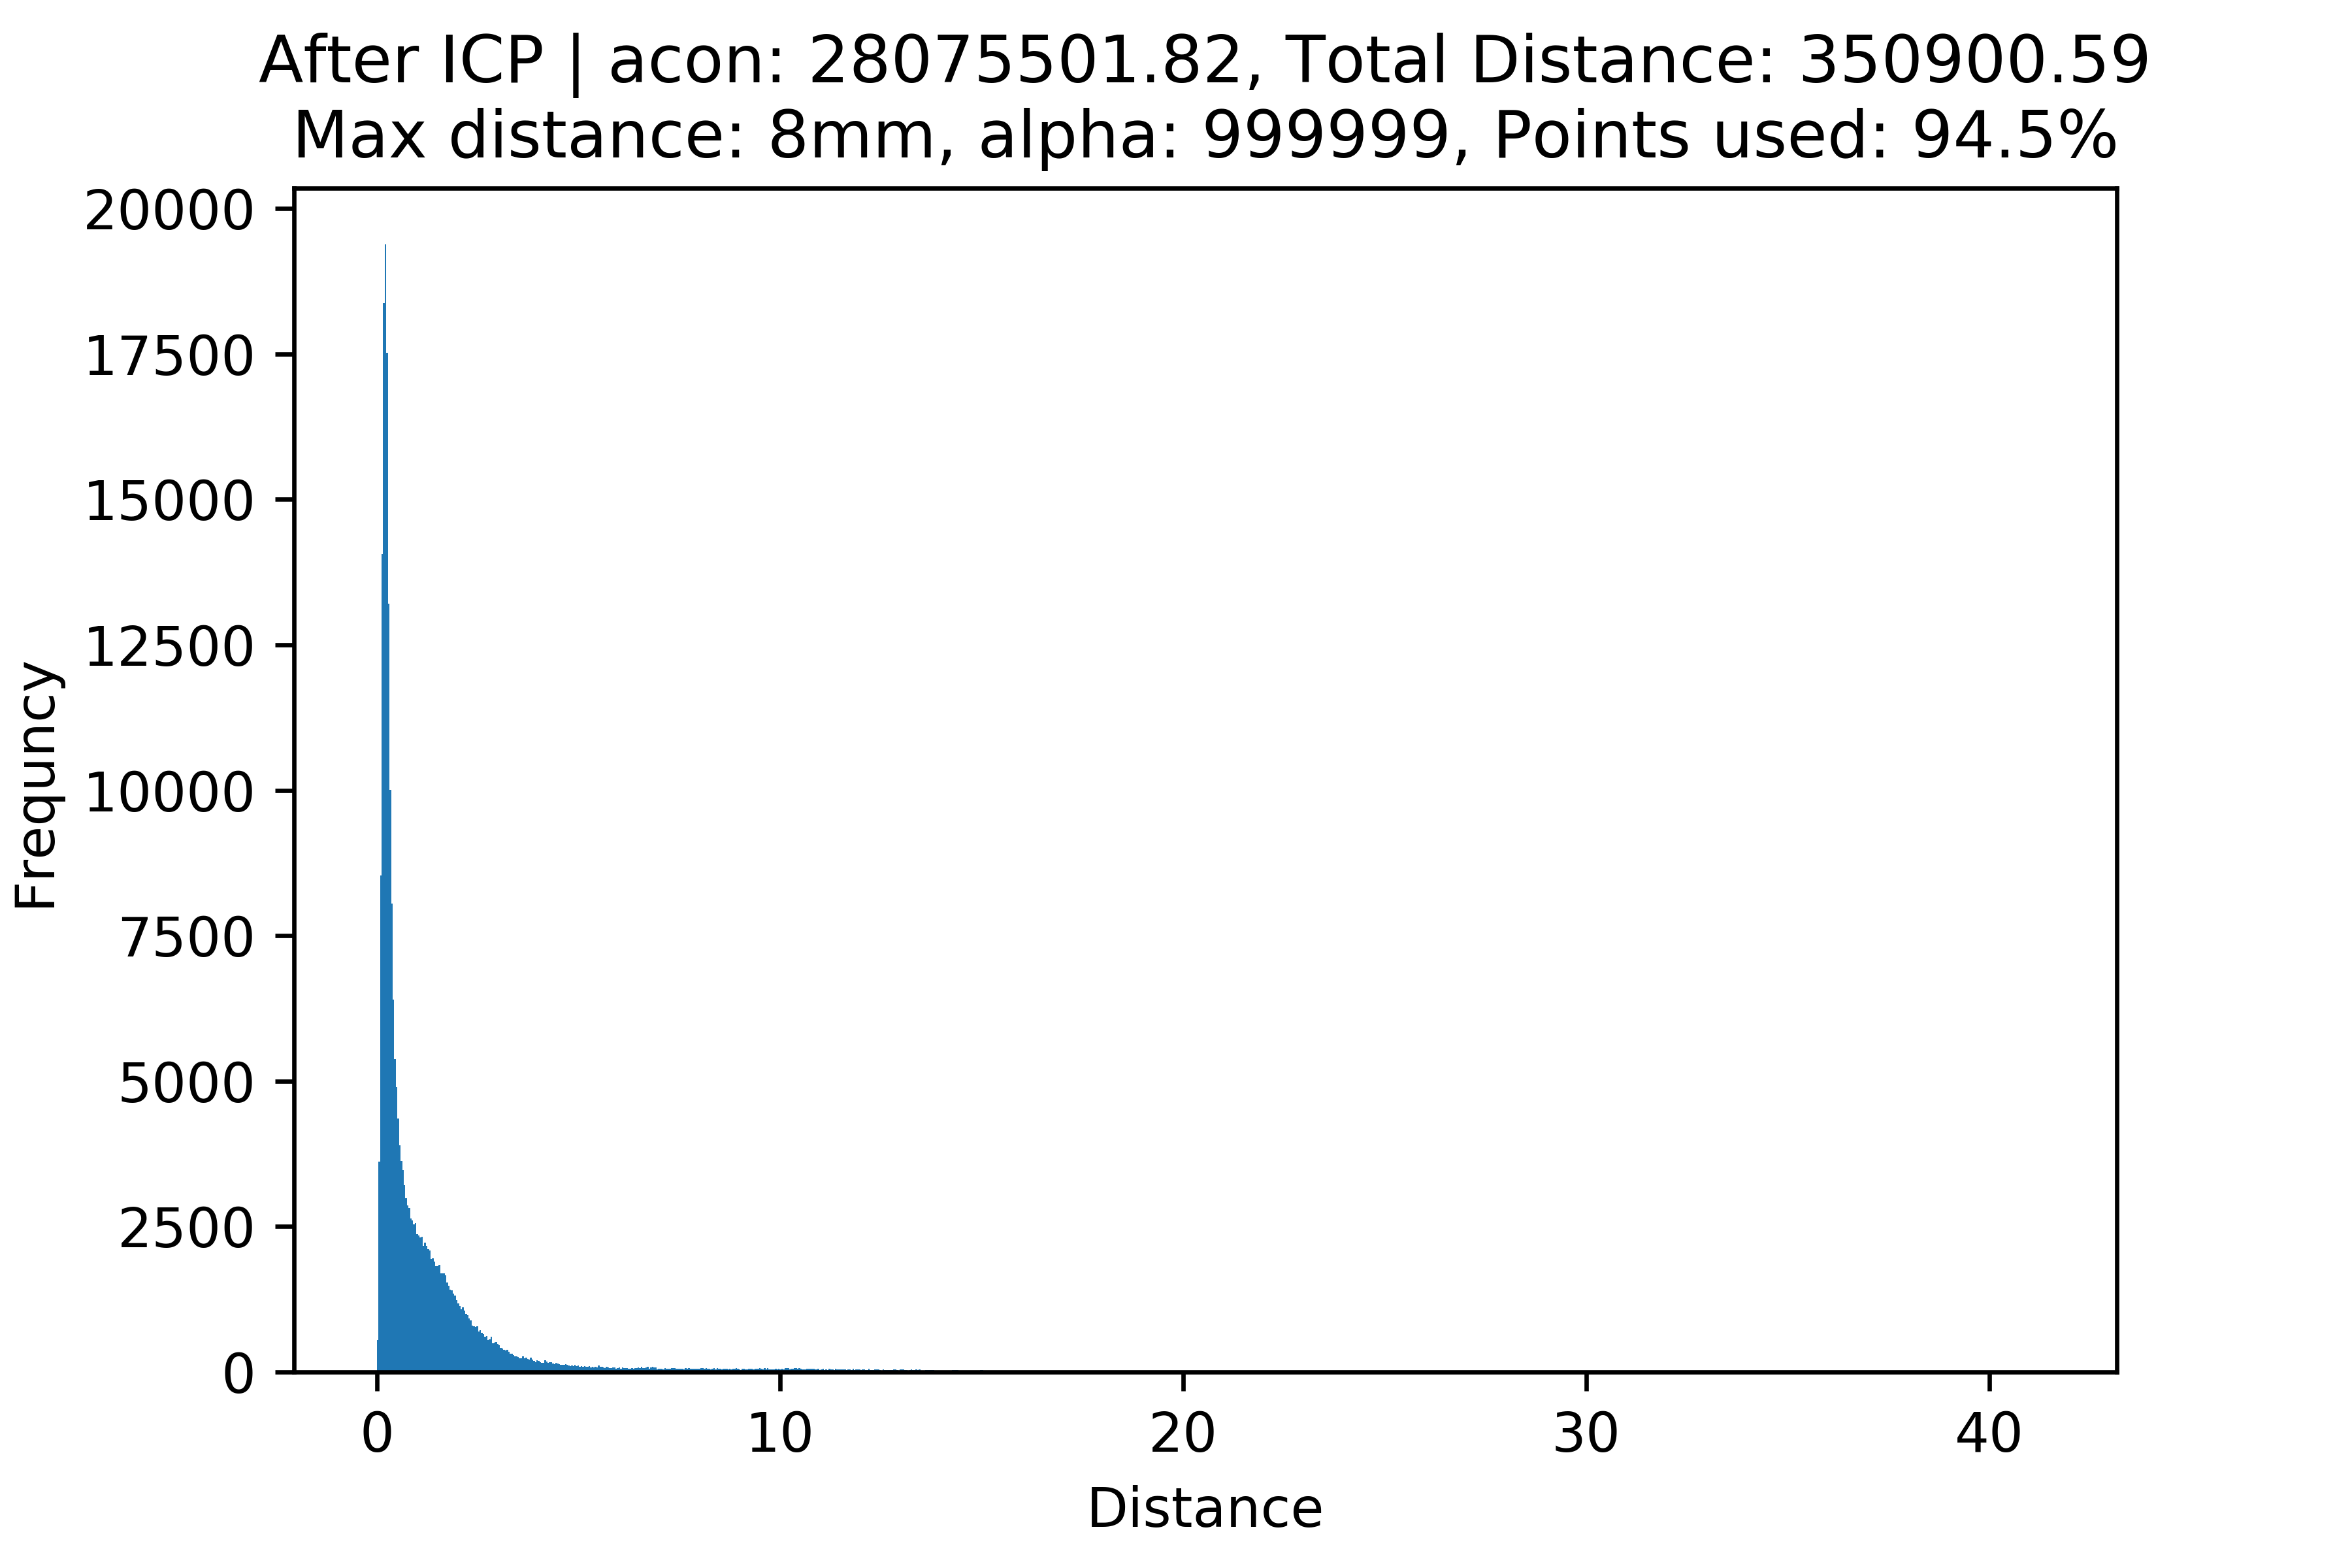 After ICP | acon: 28075501.82, Total Distance: 350900.59
Max distance: 8mm, alpha: 999999, Points used: 94.5%
20000
17500
15000
12500
10000
7500
5000
2500
0
Frequncy
0 10 20 30 40
Distance